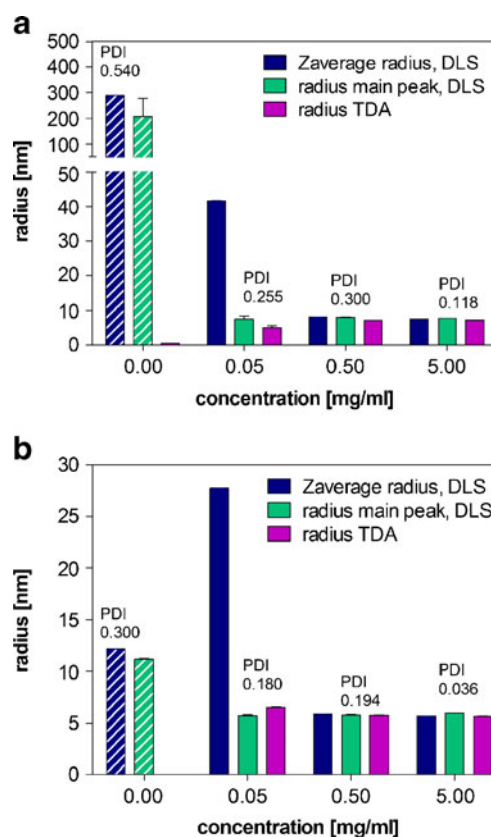 a
500
400
300
200
100
50
40
30
20
10
0
radius [nm]
PDI
0.540
Zaverage radius, DLS
radius main peak, DLS
radius TDA
PDI
0.255
PDI
0.300
PDI
0.118
0.00 0.05 0.50 5.00
concentration [mg/ml]
b
30
25
20
15
10
5
0
radius [nm]
Zaverage radius, DLS
radius main peak, DLS
radius TDA
PDI
0.300
PDI
0.180
PDI
0.194
PDI
0.036
0.00 0.05 0.50 5.00
concentration [mg/ml]